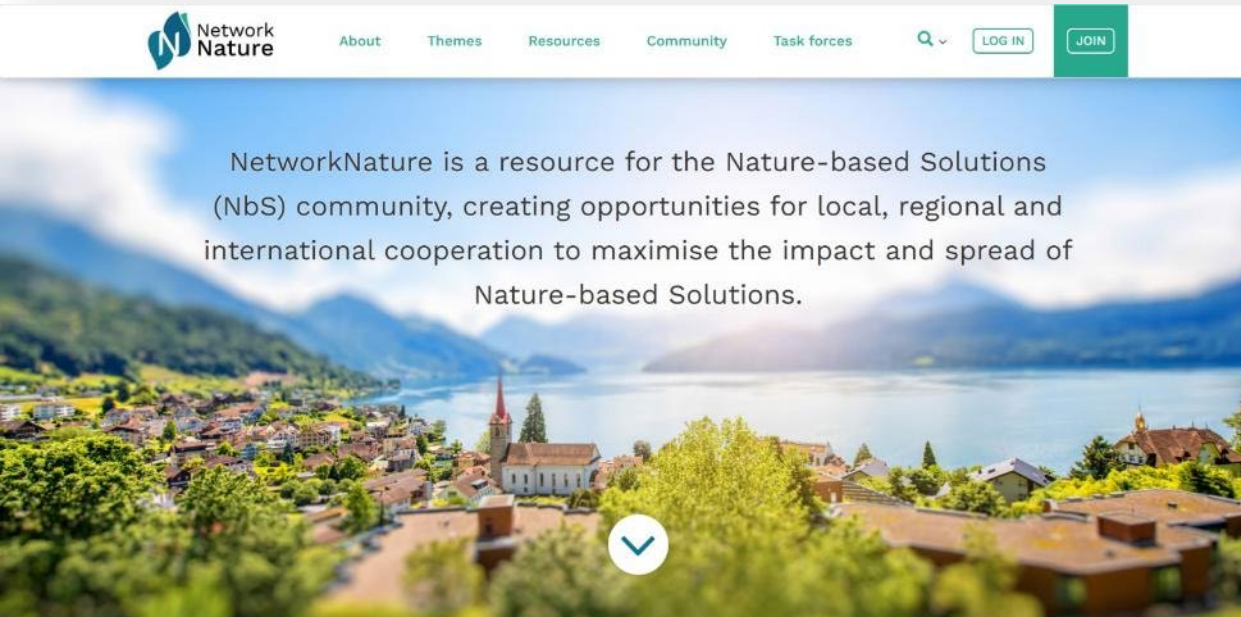 Network
Nature
About
Themes
Resources
Community
Task forces
LOG IN
JOIN
NetworkNature is a resource for the Nature-based Solutions
(NbS) community, creating opportunities for local, regional and
international cooperation to maximise the impact and spread of
Nature-based Solutions.